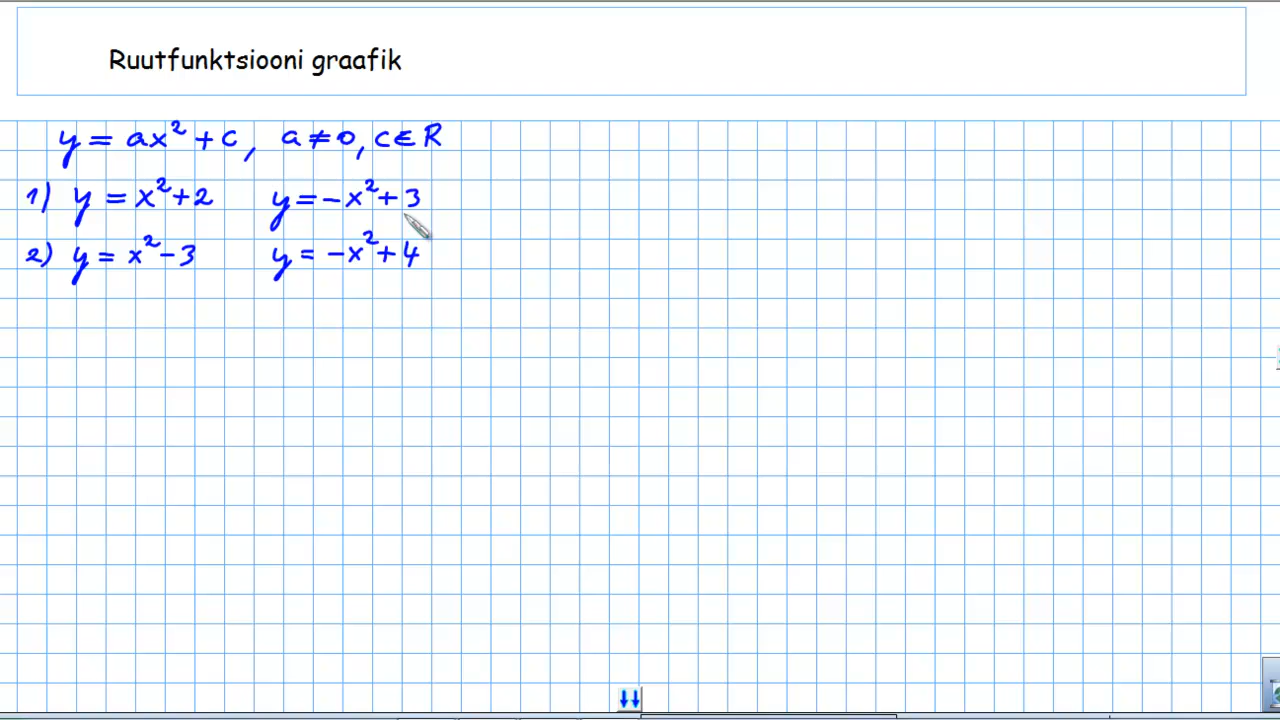 Ruutfunktsiooni graafik
y = ax² + c, a ≠ 0, c ∈ R
1) y = x² + 2 y = -x² + 3
2) y = x² - 3 y = -x² + 4